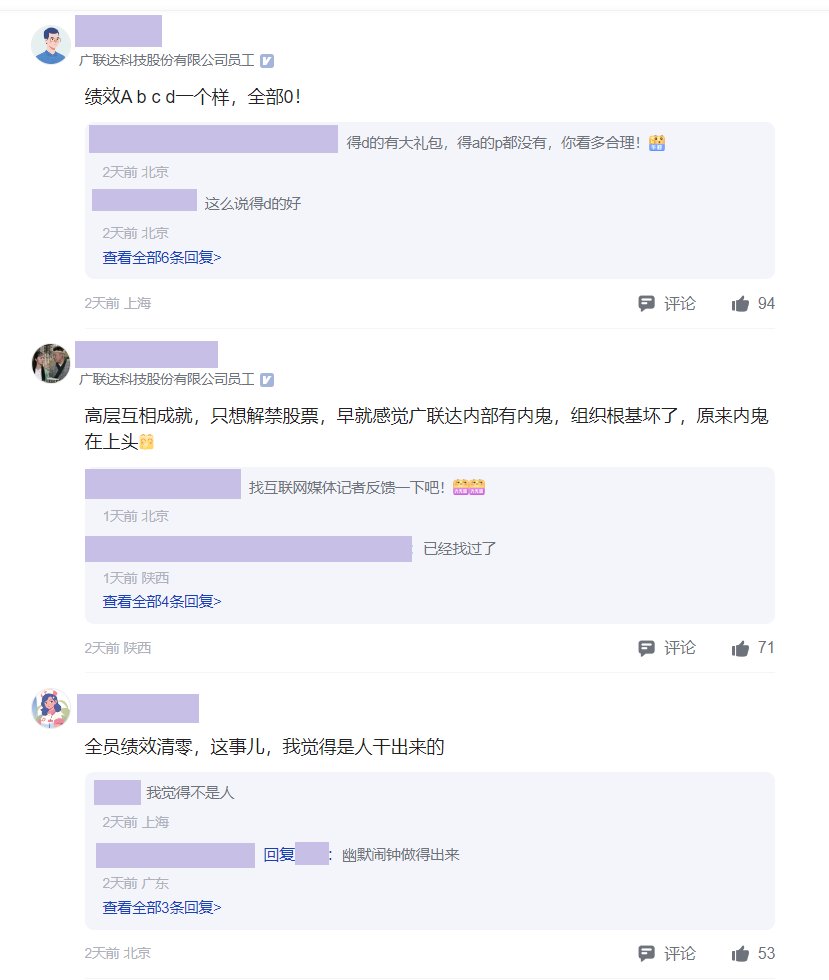 广联达科技股份有限公司员工
绩效A b c d一个样，全部0！
得d的有大礼包，得a的p都没有，你看多合理！
2天前 北京
这么说得d的好
2天前 北京
查看全部6条回复>
2天前 上海 评论 94
广联达科技股份有限公司员工
高层互相成就，只想解禁股票，早就感觉广联达内部有内鬼，组织根基坏了，原来内鬼
在上头
找互联网媒体记者反馈一下吧！
1天前 北京
已经找过了
1天前 陕西
查看全部4条回复>
2天前 陕西 评论 71
全员绩效清零，这事儿，我觉得是人干出来的
我觉得不是人
2天前 上海
回复 ： 幽默闹钟做得出来
2天前 广东
查看全部3条回复>
2天前 北京 评论 53